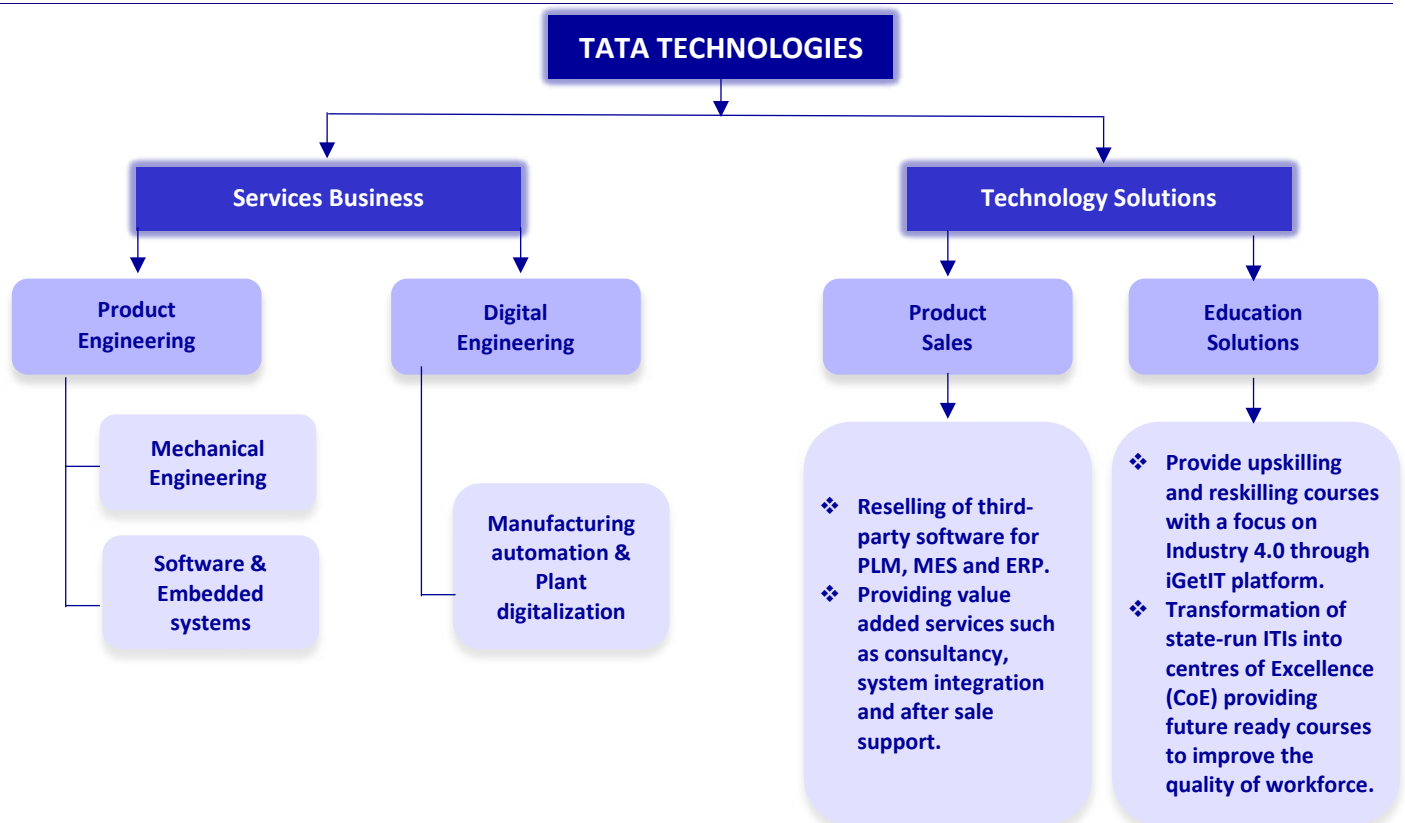 TATA TECHNOLOGIES
Services Business
Technology Solutions
Product
Engineering
Digital
Engineering
Product
Sales
Education
Solutions
Mechanical
Engineering
Software &
Embedded
systems
Manufacturing
automation &
Plant
digitalization
❖ Reselling of third-
party software for
PLM, MES and ERP.
❖ Providing value
added services such
as consultancy,
system integration
and after sale
support.
❖ Provide upskilling
and reskilling courses
with a focus on
Industry 4.0 through
iGetIT platform.
❖ Transformation of
state-run ITIs into
centres of Excellence
(CoE) providing
future ready courses
to improve the
quality of workforce.